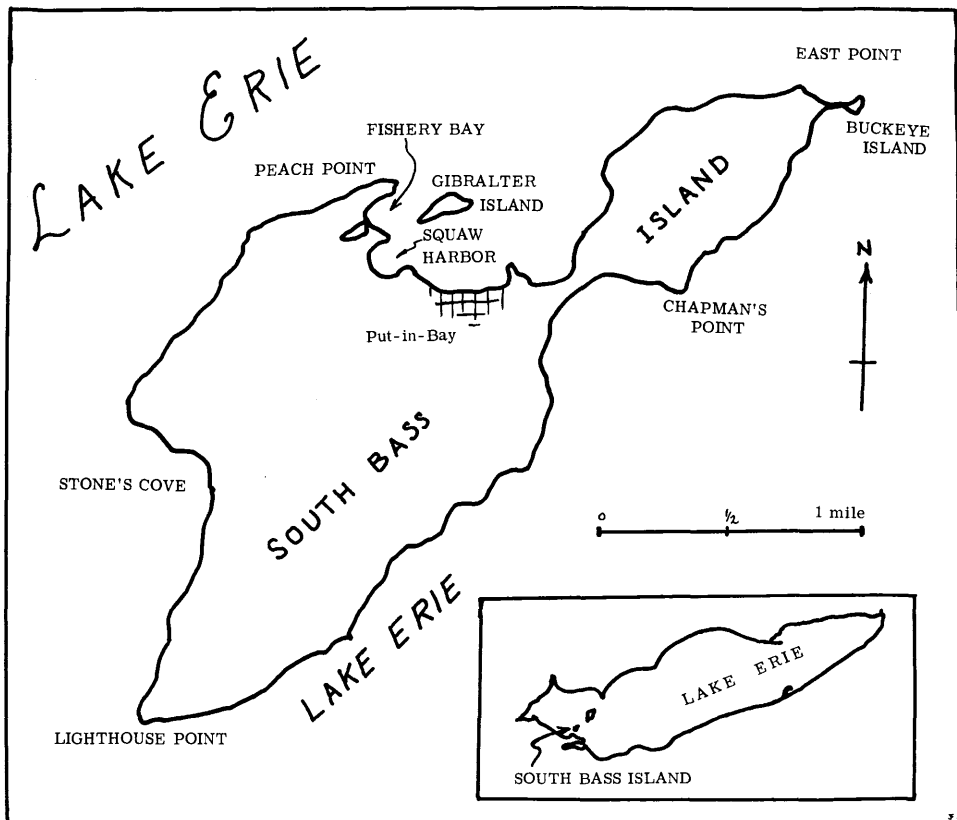 LAKE ERIE
EAST POINT
BUCKEYE
ISLAND
FISHERY BAY
PEACH POINT
GIBRALTER
ISLAND
SQUAW
HARBOR
ISLAND
N
CHAPMAN'S
POINT
Put-in-Bay
SOUTH BASS
STONE'S COVE
0 1/2 1 mile
LAKE ERIE
LIGHTHOUSE POINT
LAKE ERIE
SOUTH BASS ISLAND